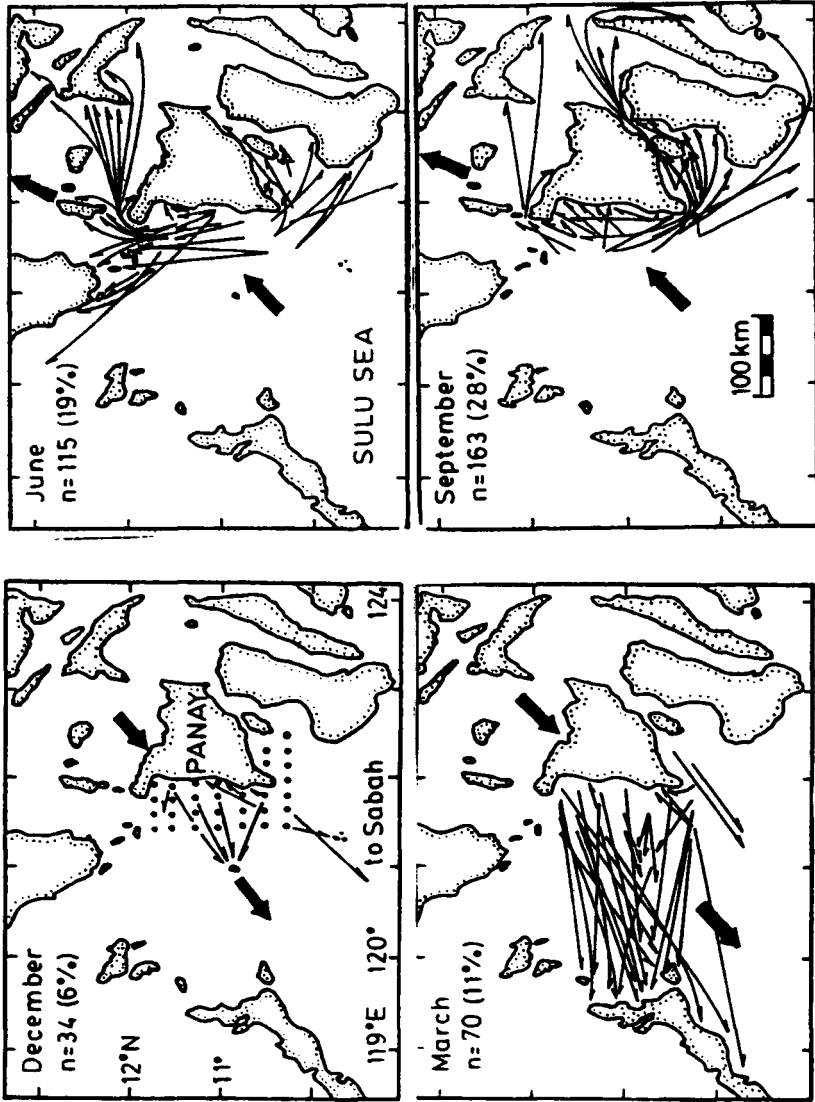 December
n=34 (6%)
12°N
11°
PANAY
to Sabah
119°E
120°
124
June
n=115 (19%)
SULU SEA
March
n=70 (11%)
September
n=163 (28%)
100 km